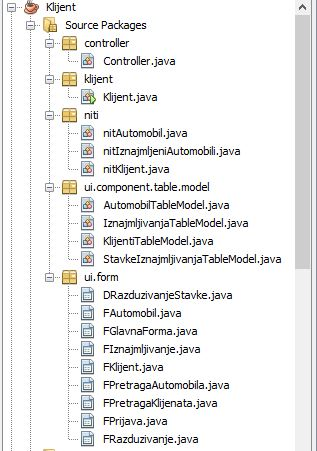 Klijent
Source Packages
controller
Controller.java
klijent
Klijent.java
niti
nitAutomobil.java
nitIznajmljeniAutomobili.java
nitKlijent.java
ui.component.table.model
AutomobilTableModel.java
IznajmljivanjaTableModel.java
KlijentiTableModel.java
StavkeIznajmljivanjaTableModel.java
ui.form
DRazduzivanjeStavke.java
FAutomobil.java
FGlavnaForma.java
FIznajmljivanje.java
FKlijent.java
FPretragaAutomobila.java
FPretragaKlijenata.java
FPrijava.java
FRazduzivanje.java